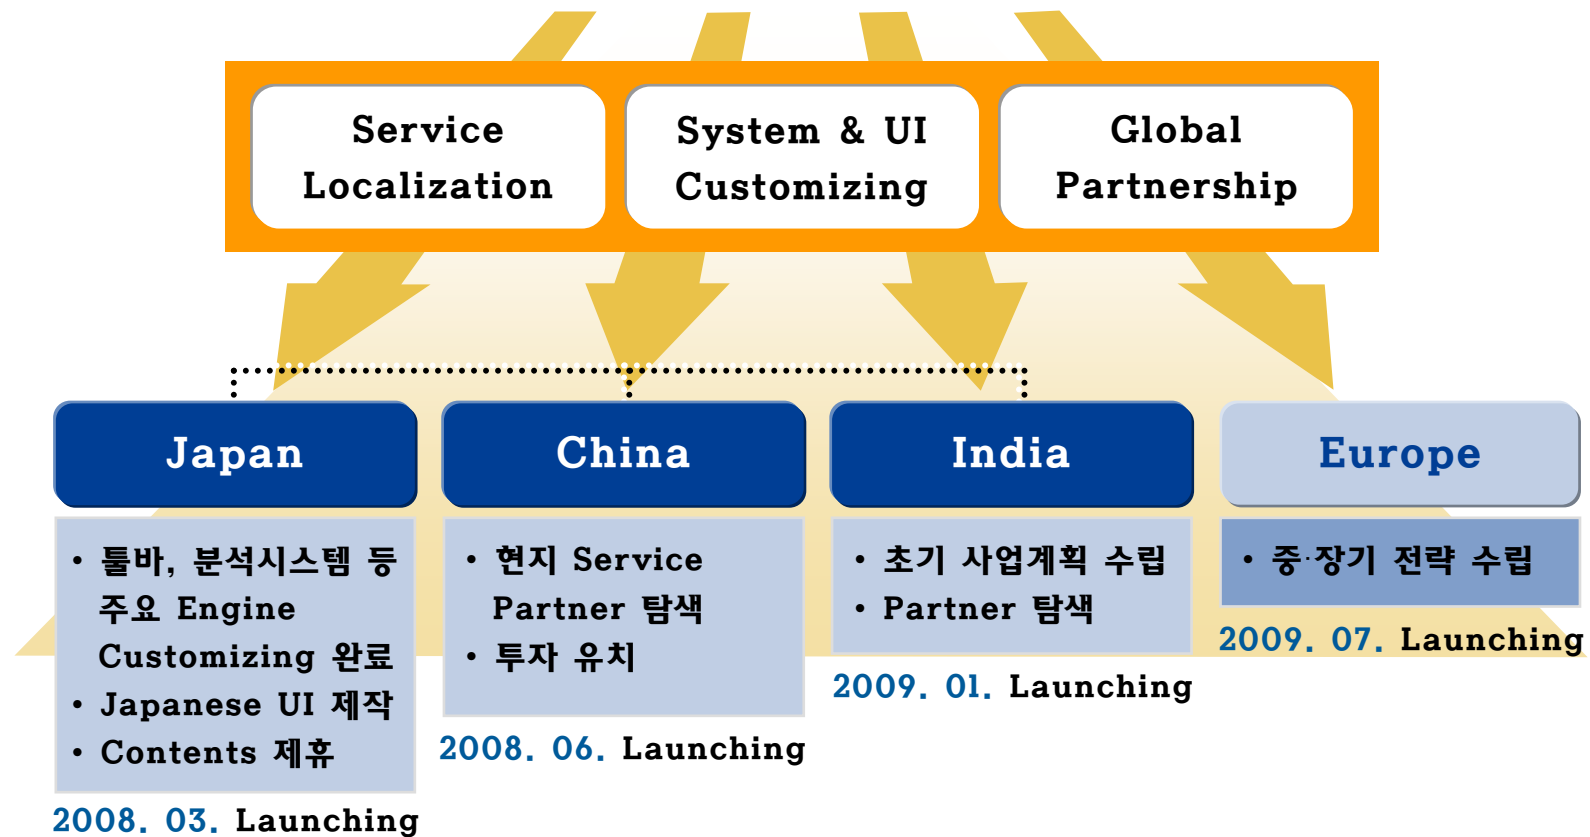 Service
Localization
System & UI
Customizing
Global
Partnership
Japan
• 툴바, 분석시스템 등
주요 Engine
Customizing 완료
• Japanese UI 제작
• Contents 제휴
2008. 03. Launching
China
• 현지 Service
Partner 탐색
• 투자 유치
2008. 06. Launching
India
• 초기 사업계획 수립
• Partner 탐색
2009. 01. Launching
Europe
• 중·장기 전략 수립
2009. 07. Launching